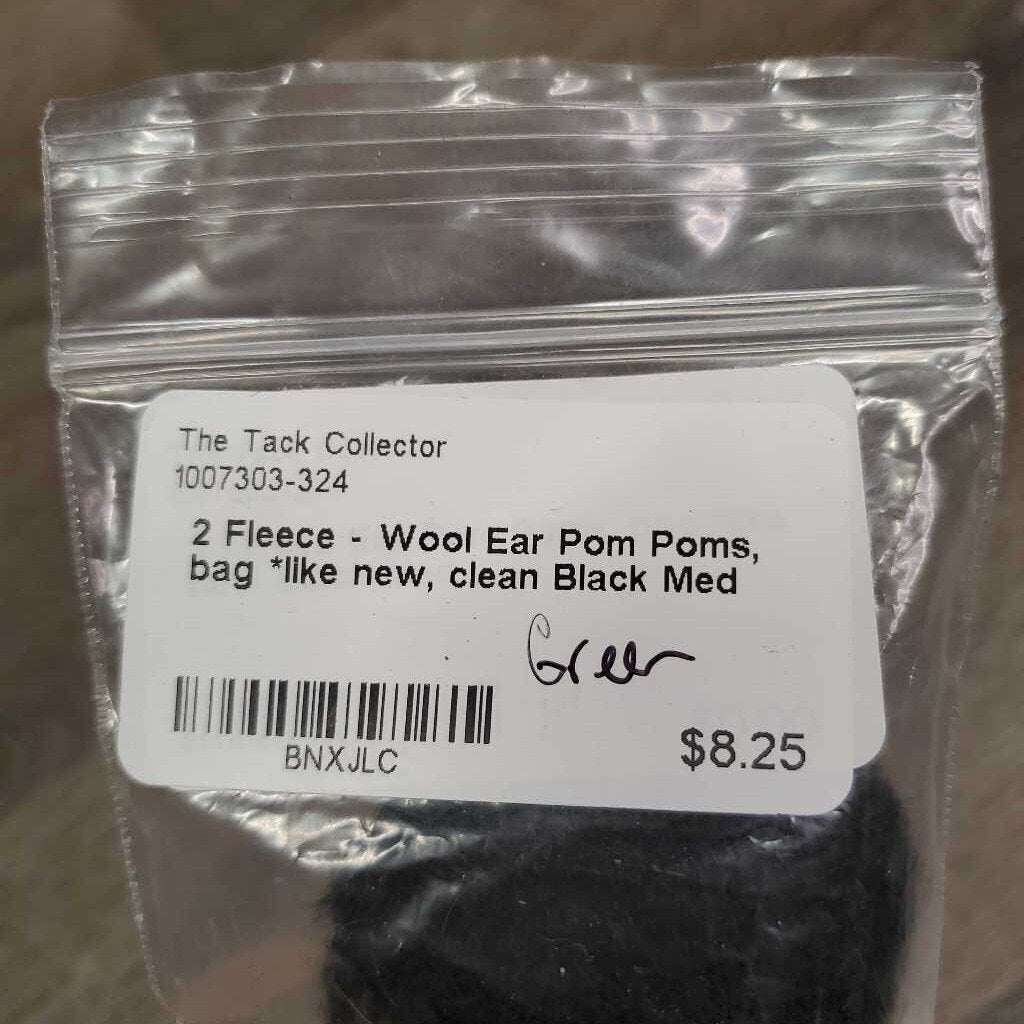 The Tack Collector
1007303-324
2 Fleece - Wool Ear Pom Poms,
bag *like new, clean Black Med
Green
BNXJLC
$8.25